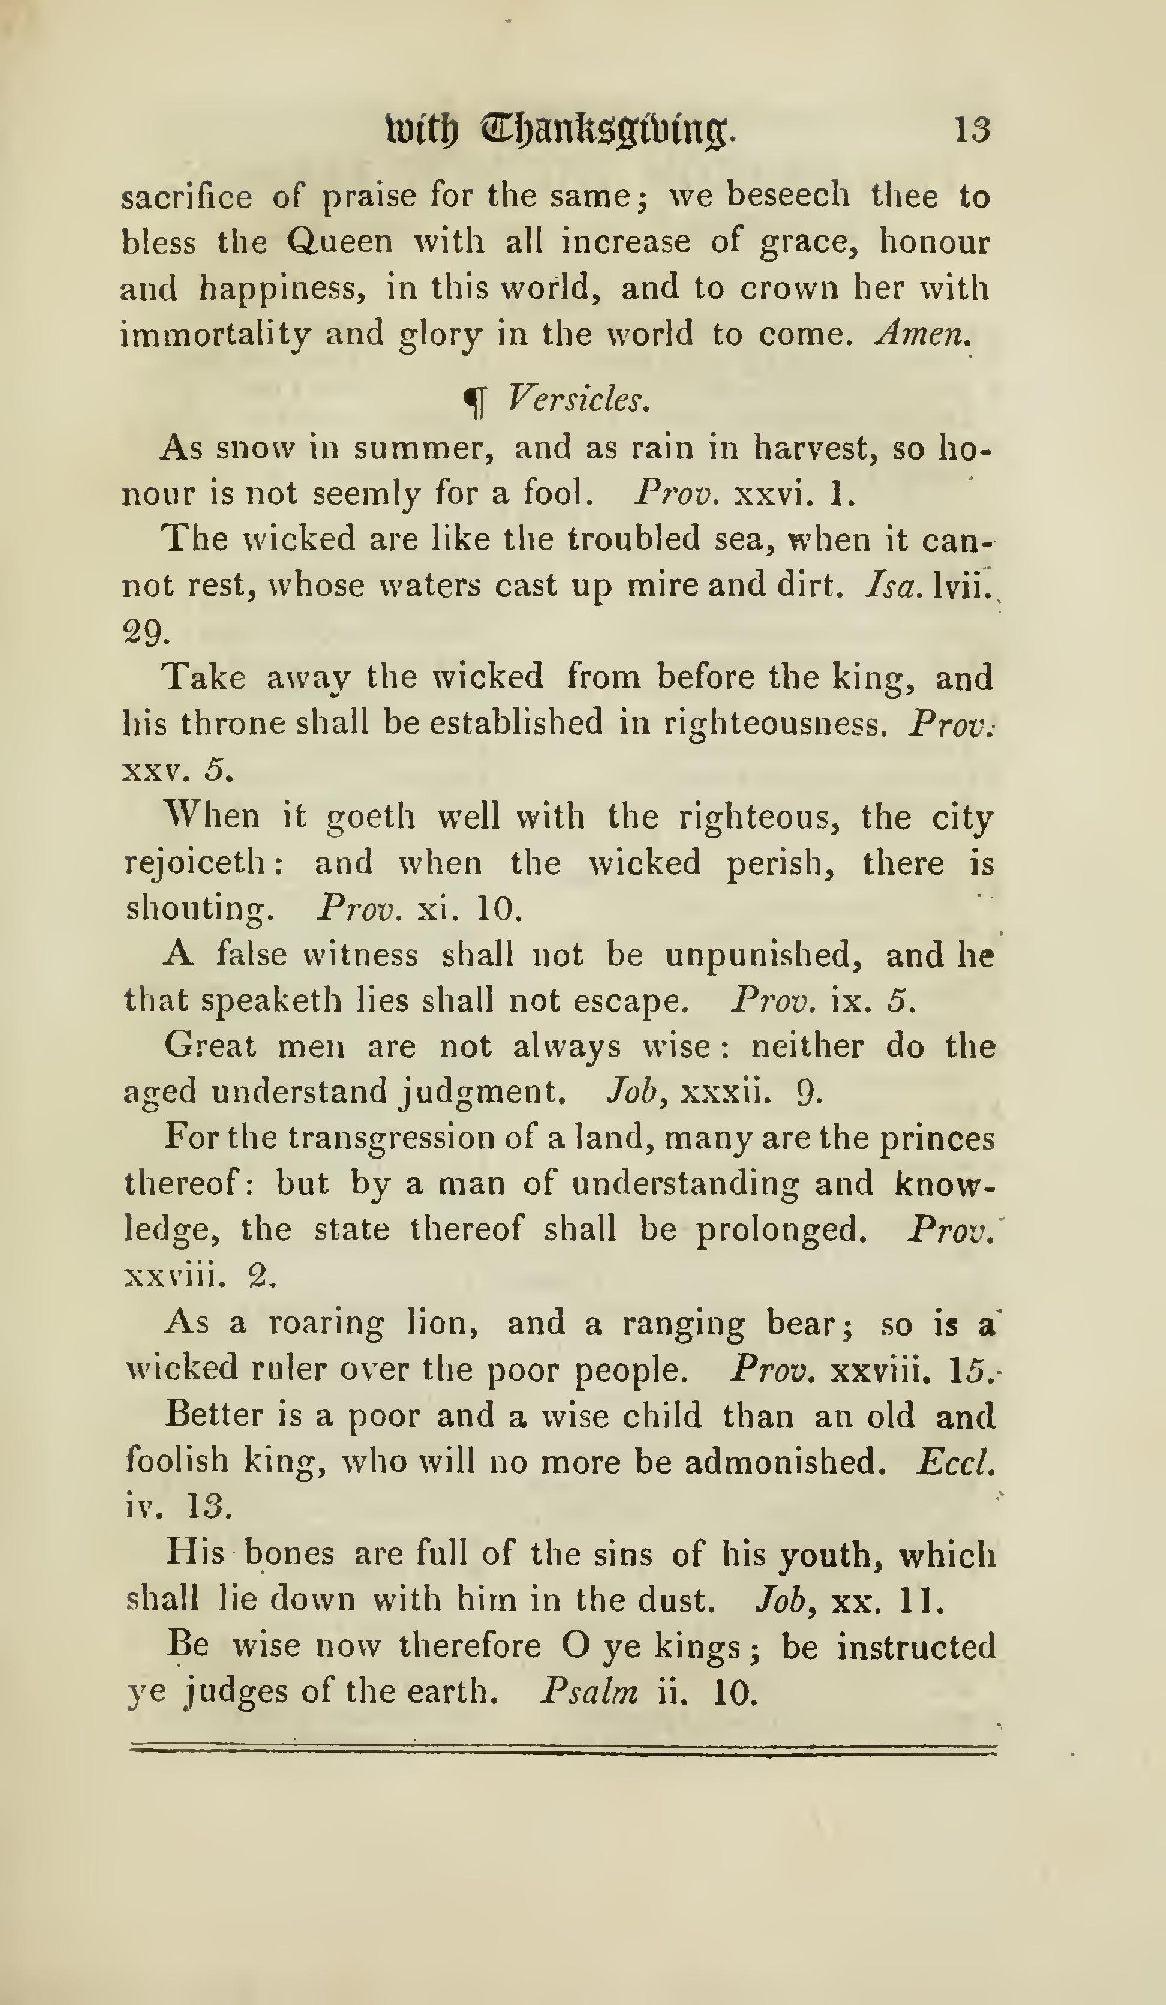 with Thanksgiving. 13
sacrifice of praise for the same; we beseech thee to
bless the Queen with all increase of grace, honour
and happiness, in this world, and to crown her with
immortality and glory in the world to come. Amen.
¶ Versicles.
As snow in summer, and as rain in harvest, so ho-
nour is not seemly for a fool. Prov. xxvi. 1.
The wicked are like the troubled sea, when it can-
not rest, whose waters cast up mire and dirt. Isa. lvii.
29.
Take away the wicked from before the king, and
his throne shall be established in righteousness. Prov.
xxv. 5.
When it goeth well with the righteous, the city
rejoiceth: and when the wicked perish, there is
shouting. Prov. xi. 10.
A false witness shall not be unpunished, and he
that speaketh lies shall not escape. Prov. ix. 5.
Great men are not always wise: neither do the
aged understand judgment. Job, xxxii. 9.
For the transgression of a land, many are the princes
thereof: but by a man of understanding and know-
ledge, the state thereof shall be prolonged. Prov.
xxviii. 2.
As a roaring lion, and a ranging bear; so is a
wicked ruler over the poor people. Prov. xxviii. 15.
Better is a poor and a wise child than an old and
foolish king, who will no more be admonished. Eccl.
iv. 13.
His bones are full of the sins of his youth, which
shall lie down with him in the dust. Job, xx. 11.
Be wise now therefore O ye kings; be instructed
ye judges of the earth. Psalm ii. 10.